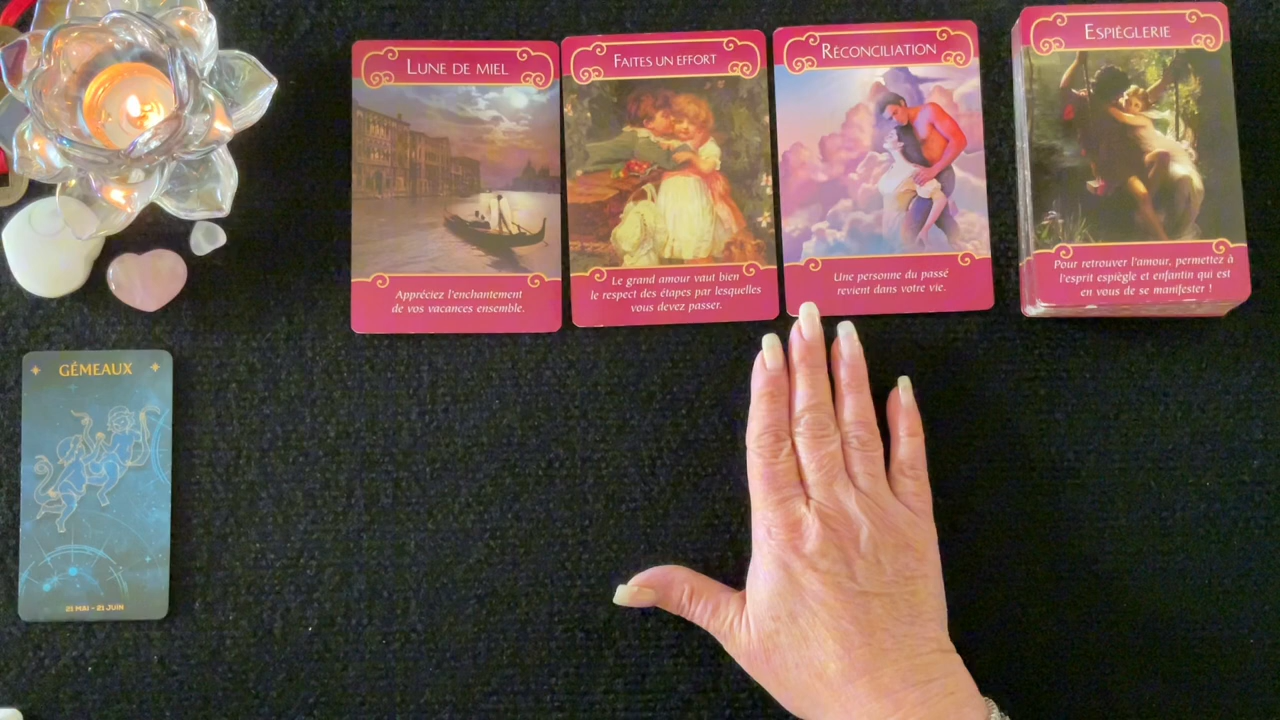 LUNE DE MIEL
Appréciez l'enchantement
de vos vacances ensemble.
FAITES UN EFFORT
Le grand amour vaut bien
le respect des étapes par lesquelles
vous devez passer.
RÉCONCILIATION
Une personne du passé
revient dans votre vie.
ESPIÈGLERIE
Pour retrouver l'amour, permettez à
l'esprit espiègle et enfantin qui est
en vous de se manifester !
GÉMEAUX
21 MAI - 21 JUIN